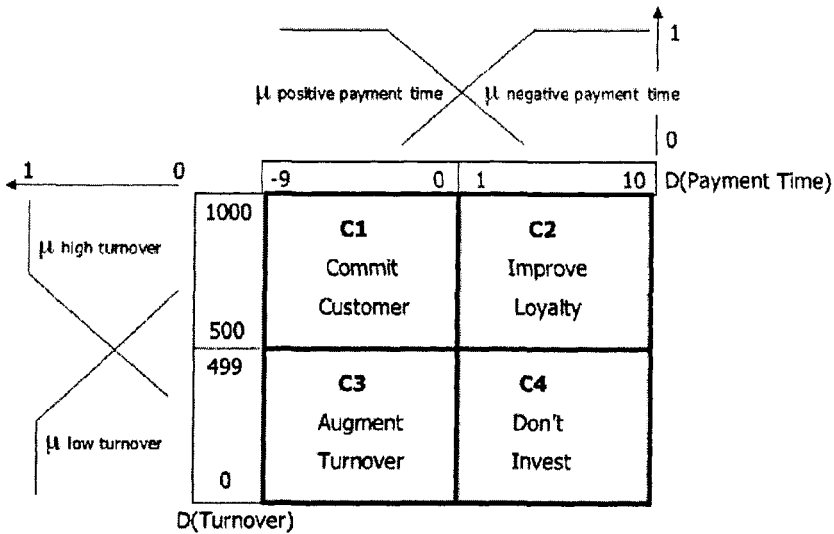 1
μ positive payment time μ negative payment time
0
1 0
-9 0 1 10 D(Payment Time)
1000
C1 C2
μ high turnover
Commit Improve
Customer Loyalty
500
499
C3 C4
Augment Don't
μ low turnover
Turnover Invest
0
D(Turnover)